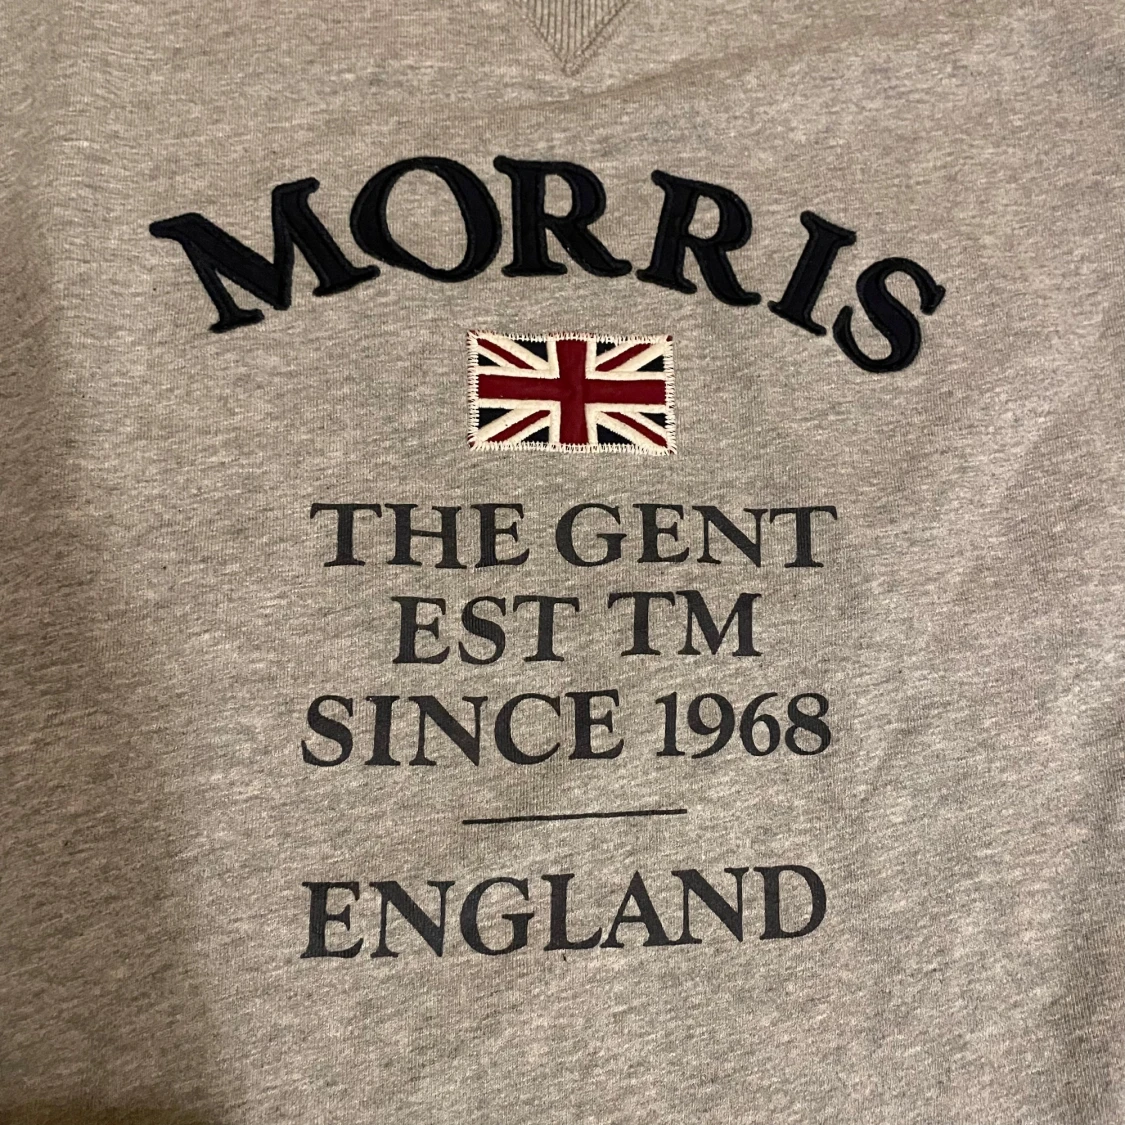 MORRIS
THE GENT
EST TM
SINCE 1968
ENGLAND